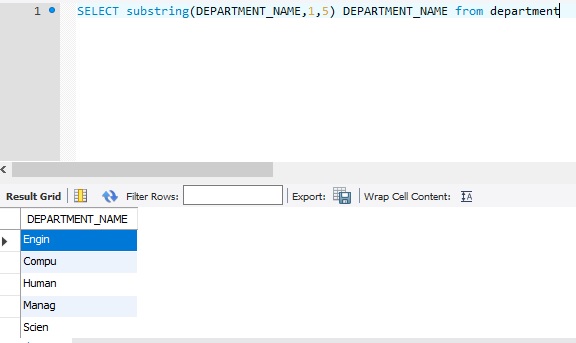 1 SELECT substring(DEPARTMENT_NAME,1,5) DEPARTMENT_NAME from department
Result Grid Filter Rows: Export: Wrap Cell Content: IA
DEPARTMENT_NAME
Engin
Compu
Human
Manag
Scien